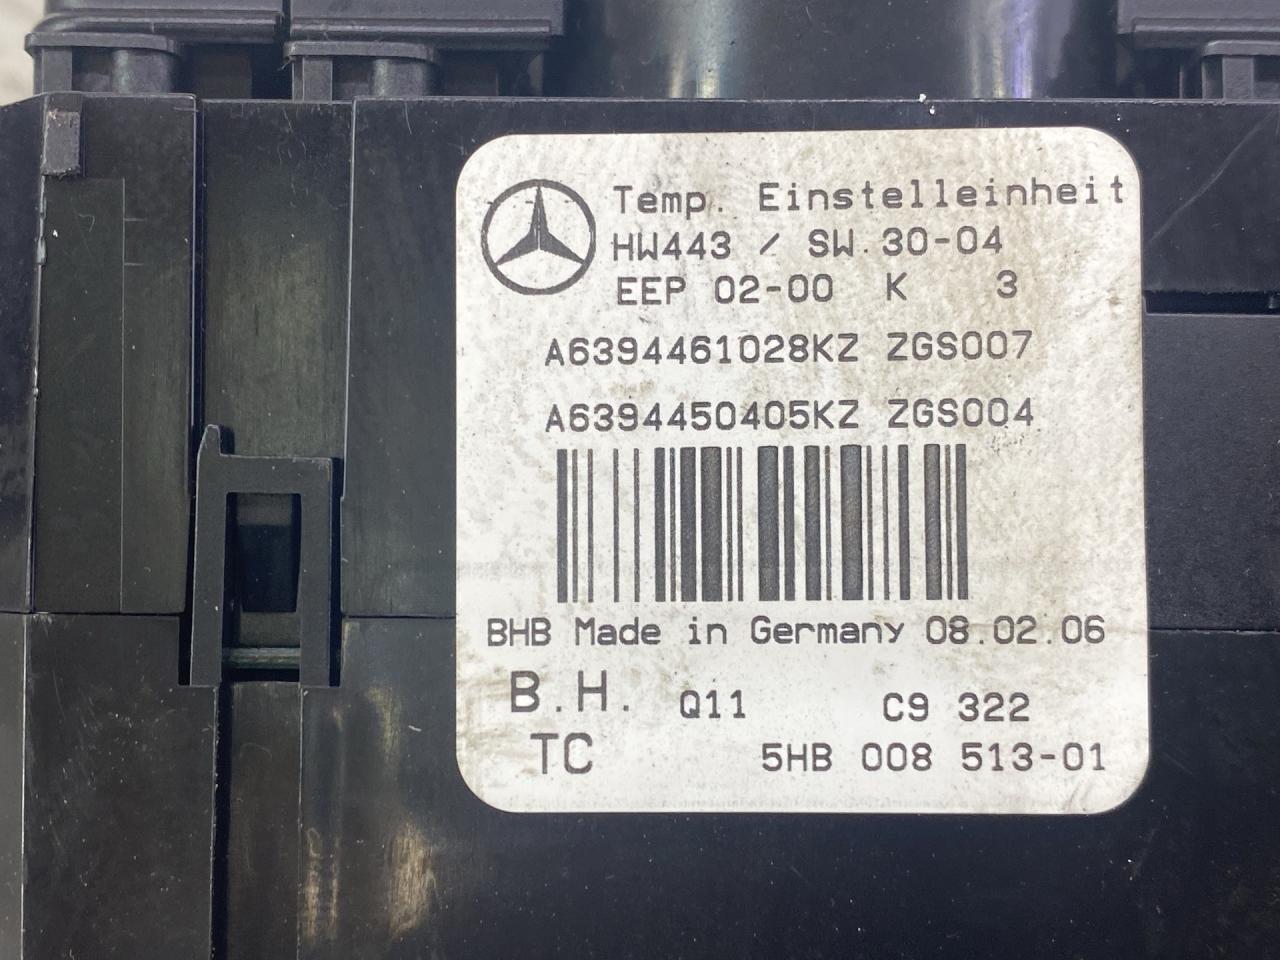 Temp. Einstelleinheit
HW443 / SW.30-04
EEP 02-00 K 3
A6394461028KZ ZGS007
A6394450405KZ ZGS004
BHB Made in Germany 08.02.06
B.H. Q11 C9 322
TC 5HB 008 513-01